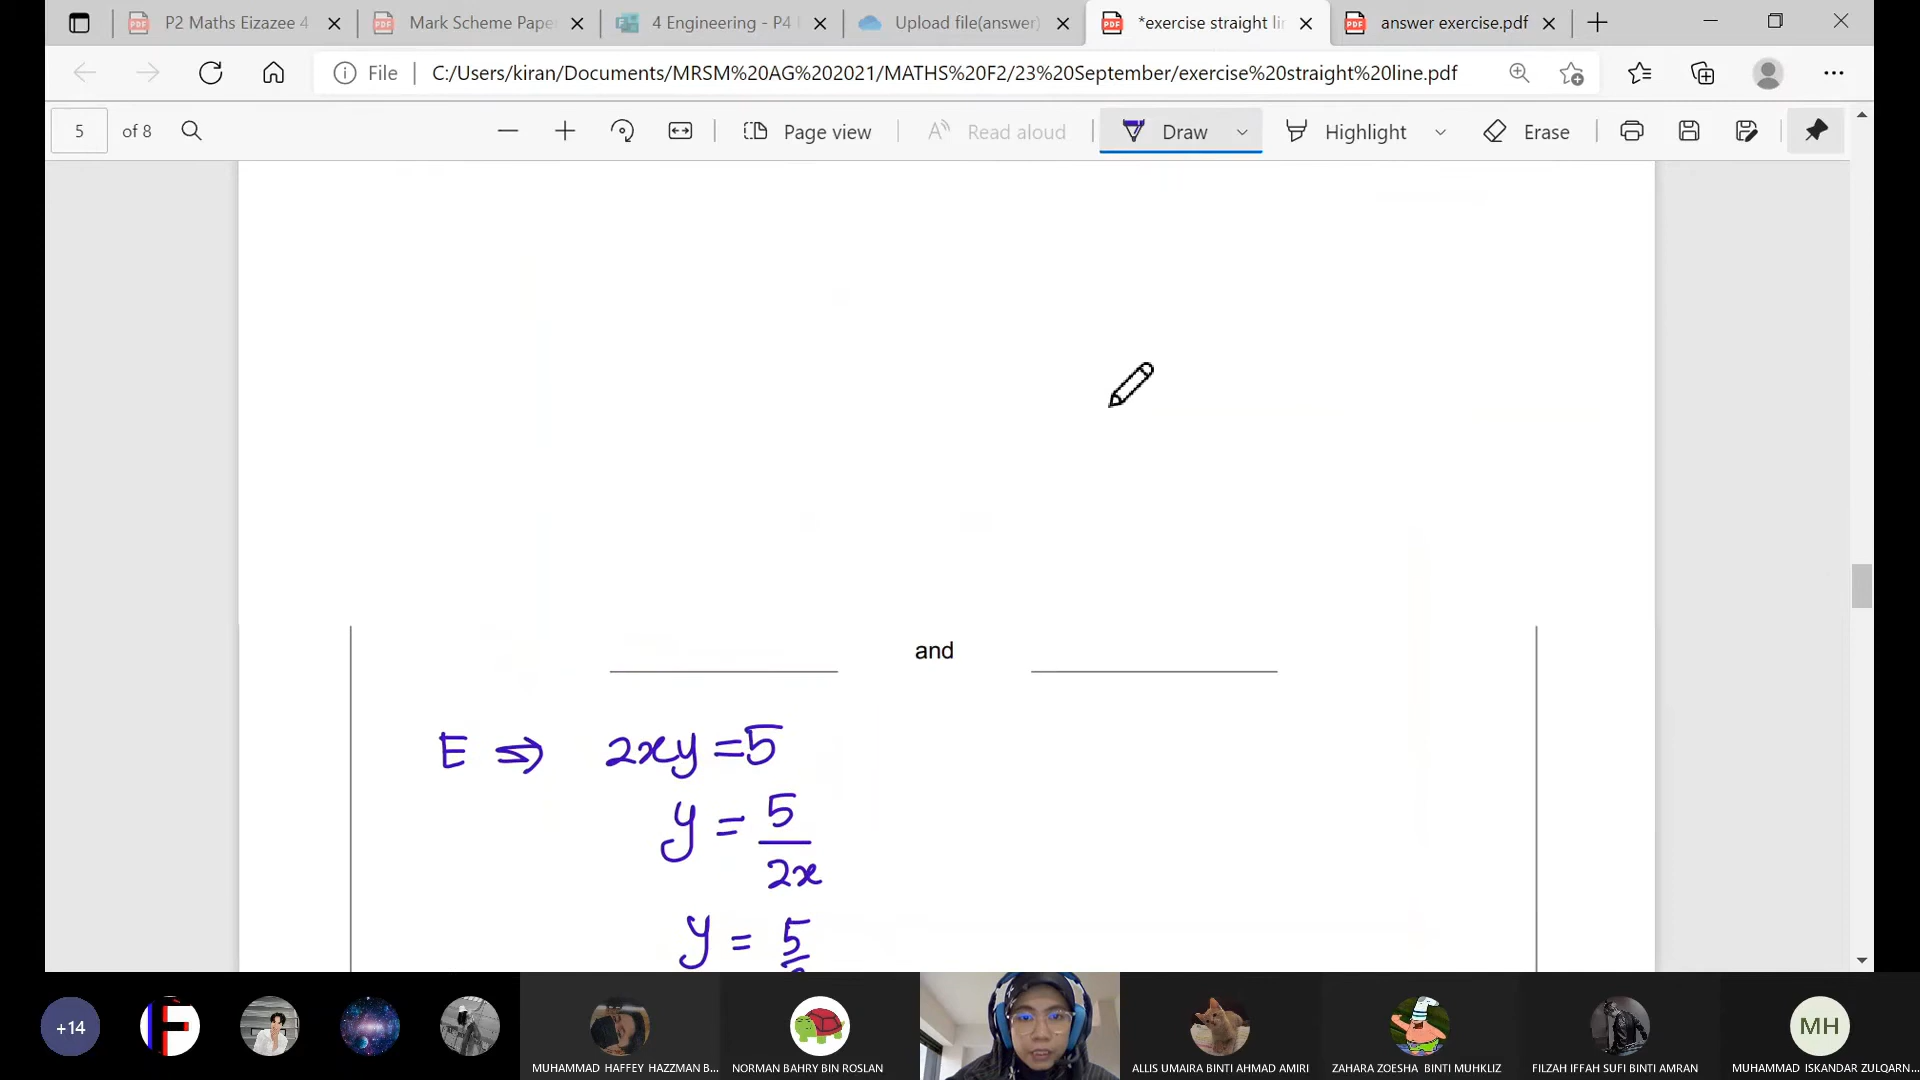 P2 Maths Eizazee 4
Mark Scheme Pape
4 Engineering - P4
Upload file(answer)
*exercise straight li
answer exercise.pdf
File
C:/Users/kiran/Documents/MRSM%20AG%202021/MATHS%20F2/23%20September/exercise%20straight%20line.pdf
5 of 8
Page view
Read aloud
Draw
Highlight
Erase
and
E ⇒ 2xy = 5
y = 5/2x
y = 5
+14
F
MUHAMMAD HAFFEY HAZZMAN B...
NORMAN BAHRY BIN ROSLAN
ALLIS UMAIRA BINTI AHMAD AMIRI
ZAHARA ZOESHA BINTI MUHKLIZ
FILZAH IFFAH SUFI BINTI AMRAN
MH
MUHAMMAD ISKANDAR ZULQARN...